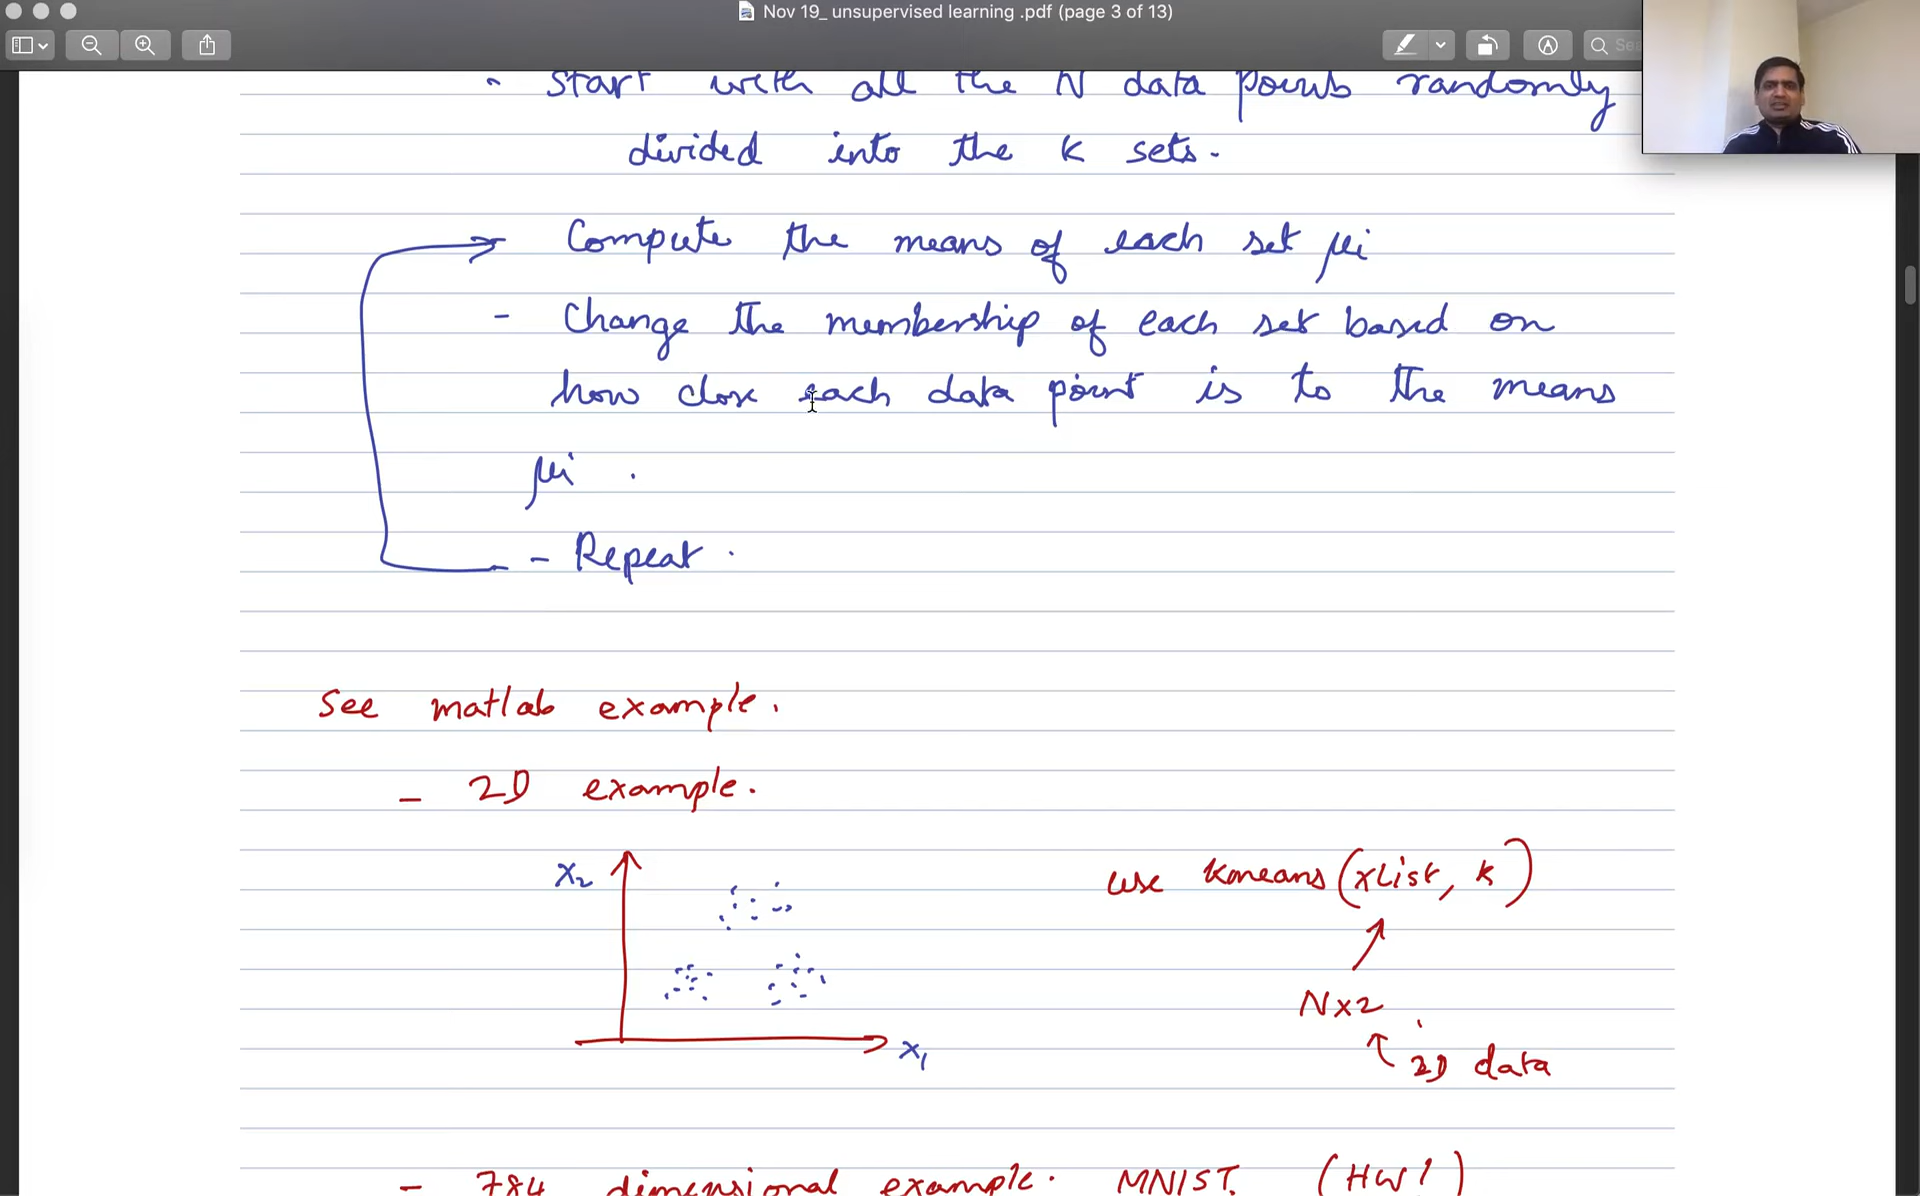 Nov 19_ unsupervised learning .pdf (page 3 of 13)
Sea
- Start with all the N data points randomly
divided into the K sets.
Compute the means of each set μi
- Change the membership of each set based on
how close each data point is to the means
μi .
- Repeat .
See matlab example.
- 2D example.
x2
use kmeans(xList, k)
Nx2
x1
2D data
- 784 dimensional example. MNIST. (HW!)